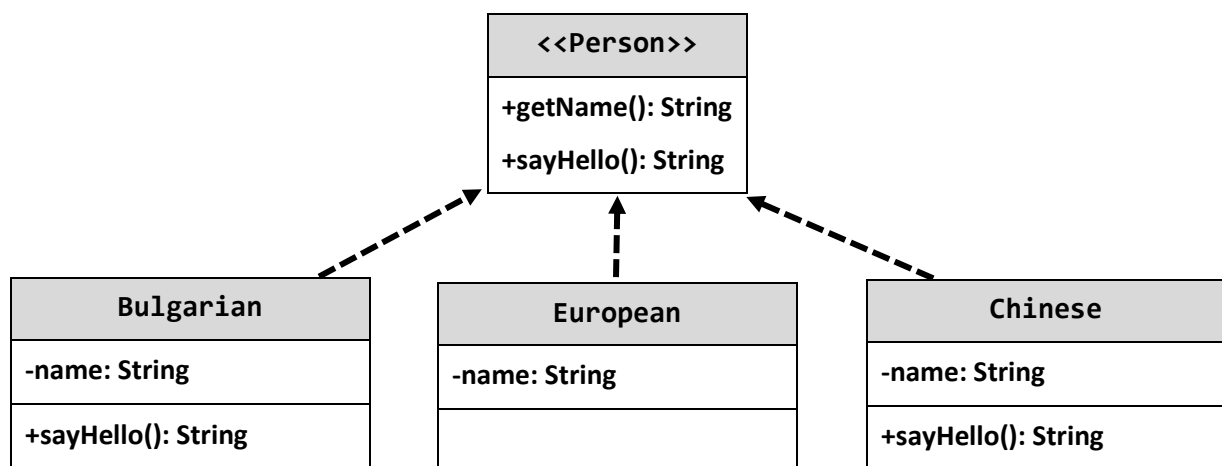 <<Person>>
+getName(): String
+sayHello(): String
Bulgarian
-name: String
+sayHello(): String
European
-name: String
Chinese
-name: String
+sayHello(): String